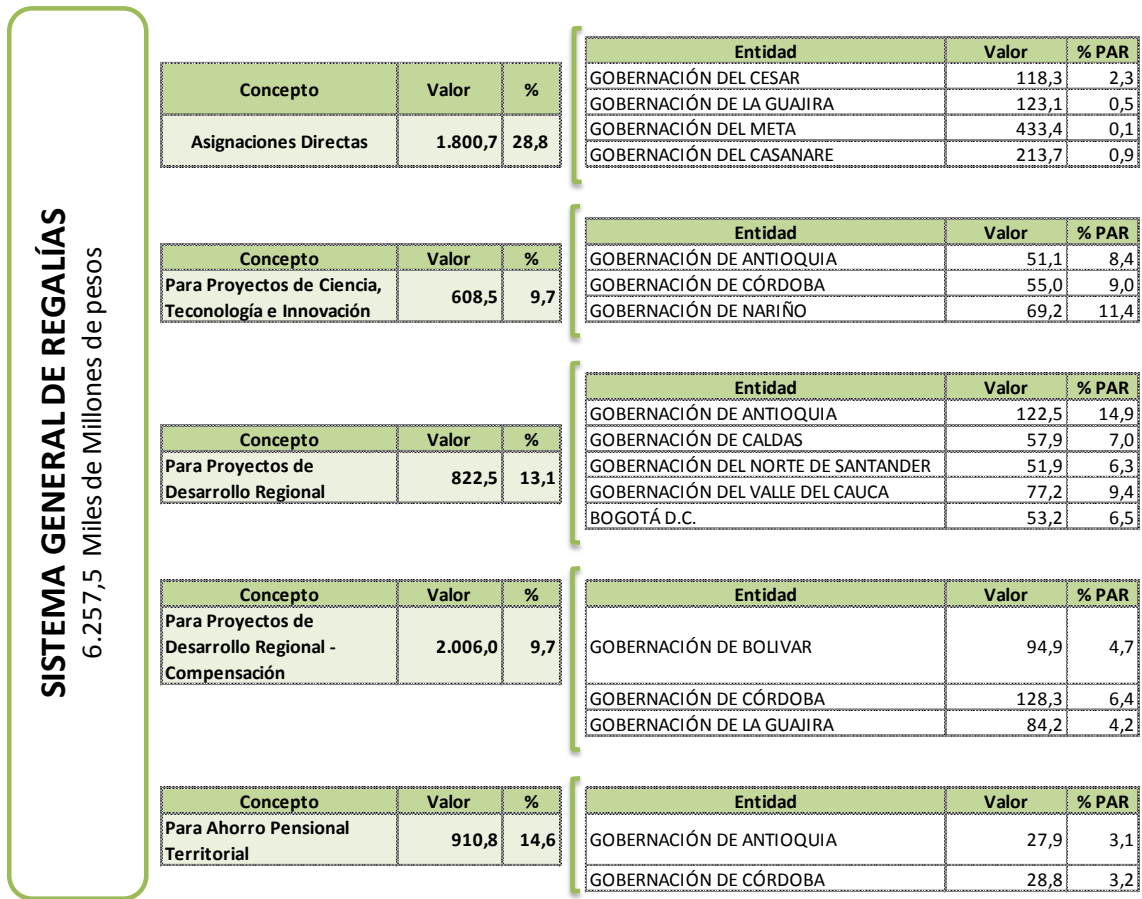 SISTEMA GENERAL DE REGALÍAS
6.257,5 Miles de Millones de pesos
Concepto Valor %
Asignaciones Directas 1.800,7 28,8
Entidad Valor % PAR
GOBERNACIÓN DEL CESAR 118,3 2,3
GOBERNACIÓN DE LA GUAJIRA 123,1 0,5
GOBERNACIÓN DEL META 433,4 0,1
GOBERNACIÓN DEL CASANARE 213,7 0,9
Concepto Valor %
Para Proyectos de Ciencia,
Teconología e Innovación 608,5 9,7
Entidad Valor % PAR
GOBERNACIÓN DE ANTIOQUIA 51,1 8,4
GOBERNACIÓN DE CÓRDOBA 55,0 9,0
GOBERNACIÓN DE NARIÑO 69,2 11,4
Concepto Valor %
Para Proyectos de
Desarrollo Regional 822,5 13,1
Entidad Valor % PAR
GOBERNACIÓN DE ANTIOQUIA 122,5 14,9
GOBERNACIÓN DE CALDAS 57,9 7,0
GOBERNACIÓN DEL NORTE DE SANTANDER 51,9 6,3
GOBERNACIÓN DEL VALLE DEL CAUCA 77,2 9,4
BOGOTÁ D.C. 53,2 6,5
Concepto Valor %
Para Proyectos de
Desarrollo Regional - 2.006,0 9,7
Compensación
Entidad Valor % PAR
GOBERNACIÓN DE BOLIVAR 94,9 4,7
GOBERNACIÓN DE CÓRDOBA 128,3 6,4
GOBERNACIÓN DE LA GUAJIRA 84,2 4,2
Concepto Valor %
Para Ahorro Pensional
Territorial 910,8 14,6
Entidad Valor % PAR
GOBERNACIÓN DE ANTIOQUIA 27,9 3,1
GOBERNACIÓN DE CÓRDOBA 28,8 3,2